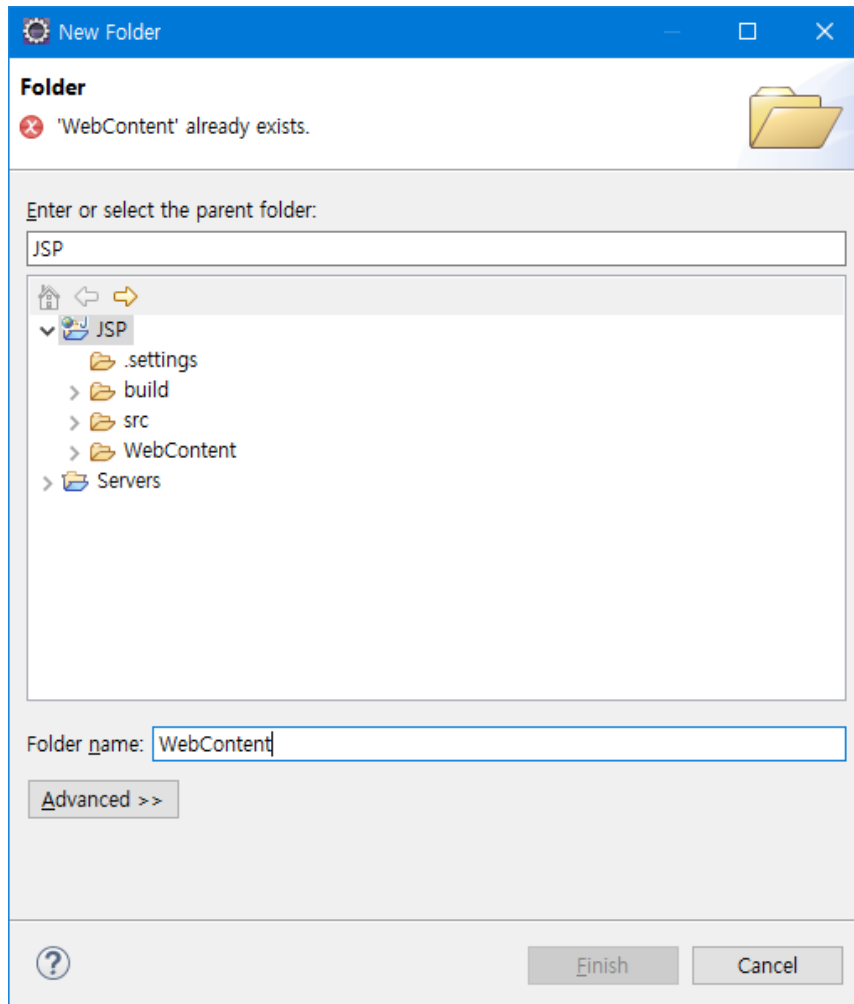 New Folder
Folder
'WebContent' already exists.
Enter or select the parent folder:
JSP
JSP
.settings
build
src
WebContent
Servers
Folder name: WebContent
Advanced >>
Finish Cancel